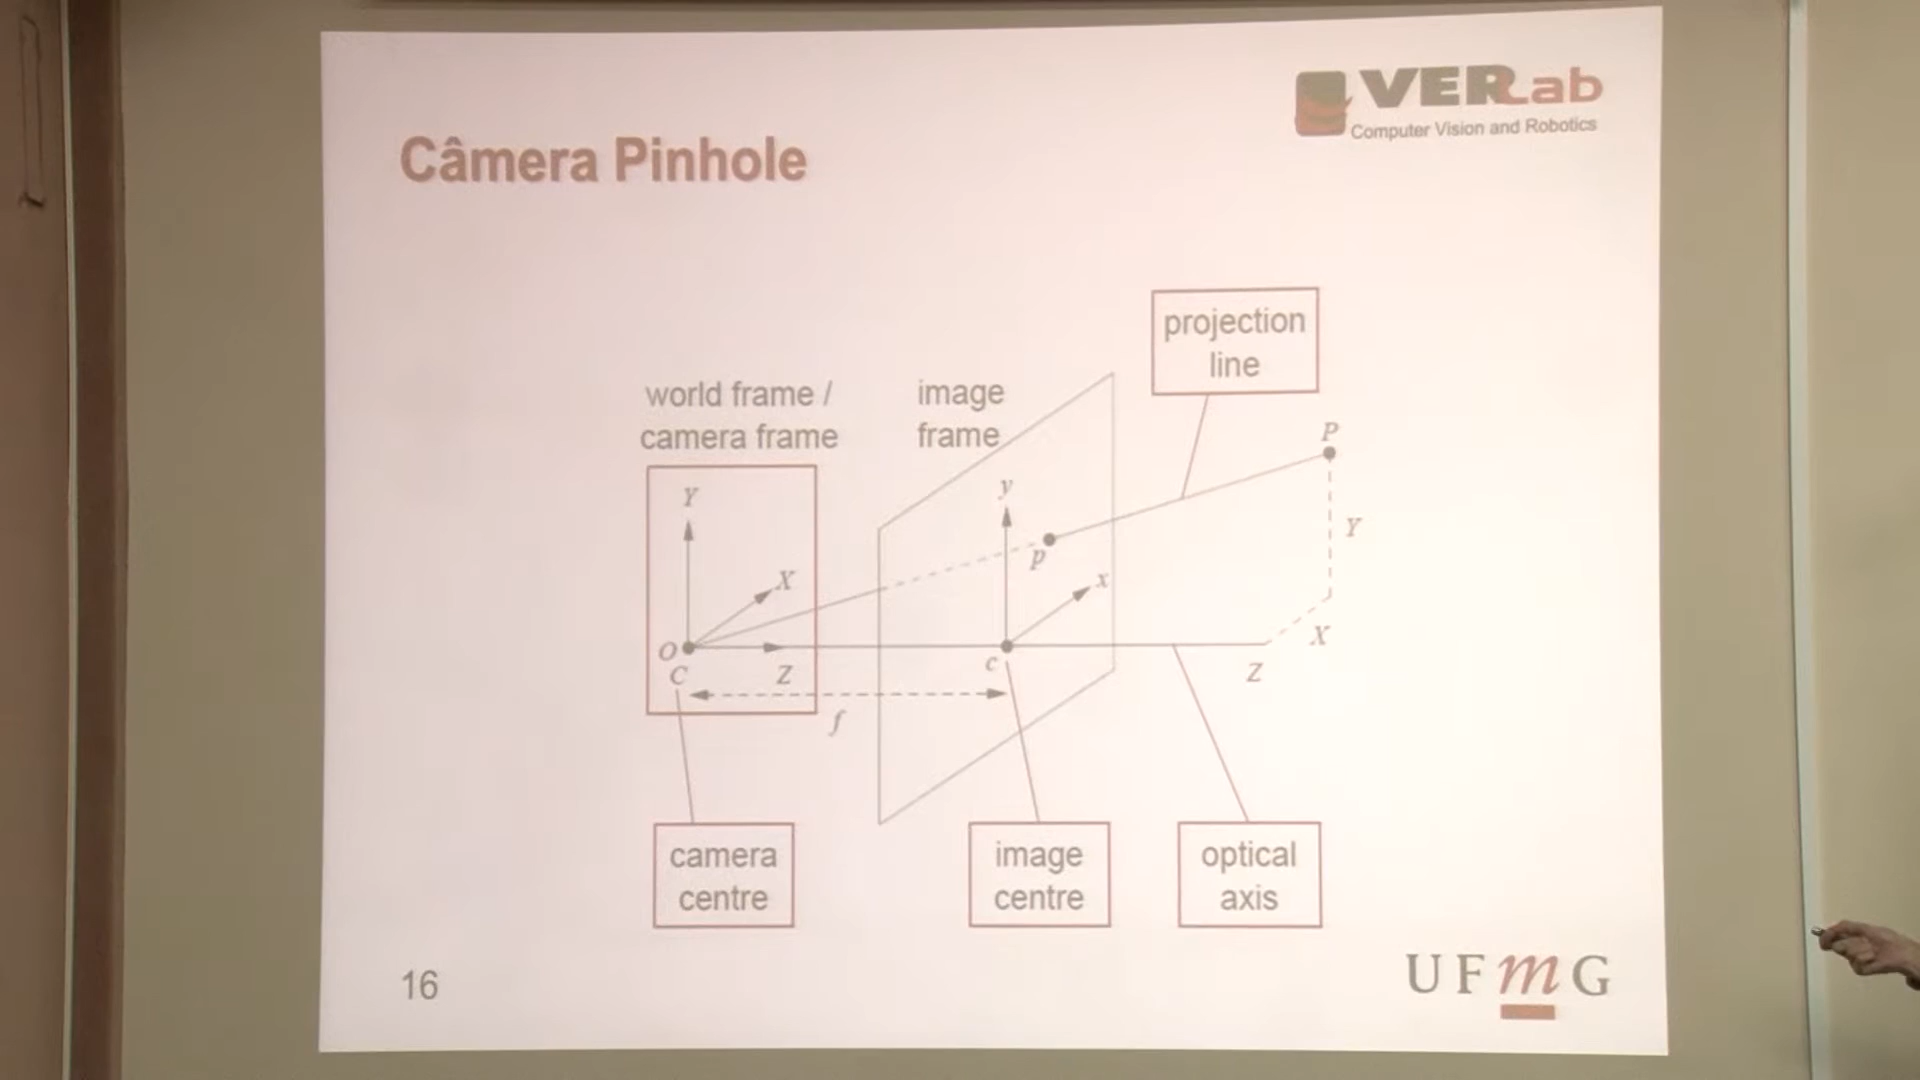 VERLab
Computer Vision and Robotics
Câmera Pinhole
projection
line
world frame /
camera frame
image
frame
P
Y
y
p
Y
X
x
X
O
C
Z
c
Z
f
camera
centre
image
centre
optical
axis
16
UFmG